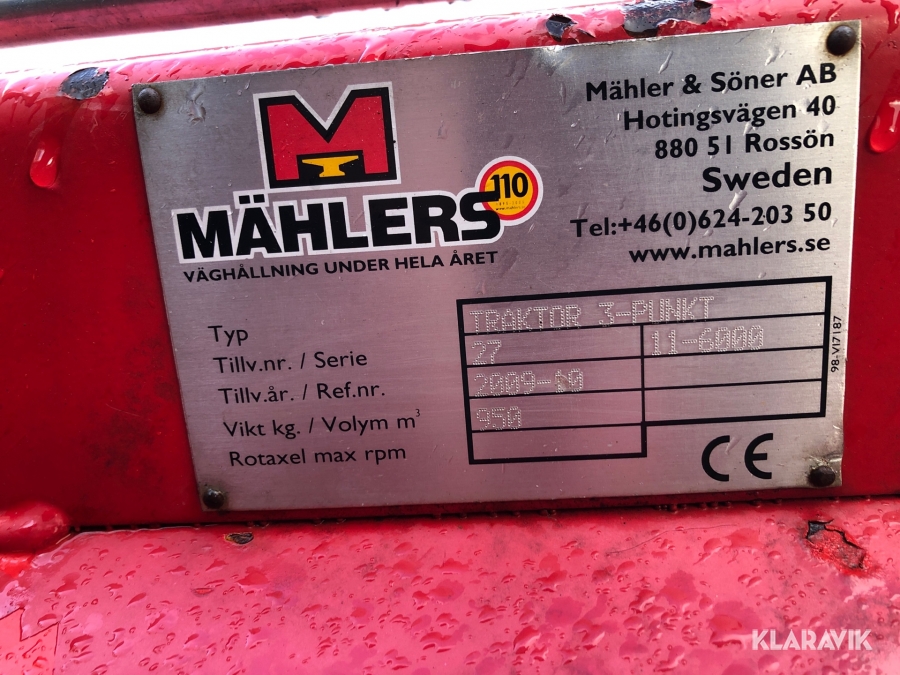 MÄHLERS
110
VÄGHÅLLNING UNDER HELA ÅRET
Mähler & Söner AB
Hotingsvägen 40
880 51 Rossön
Sweden
Tel:+46(0)624-203 50
www.mahlers.se
Typ TRAKTOR 3-PUNKT
Tillv.nr. / Serie 27 11-6000
Tillv.år. / Ref.nr. 2009-10
Vikt kg. / Volym m³ 950
Rotaxel max rpm
CE
98-V17187
KLARAVIK